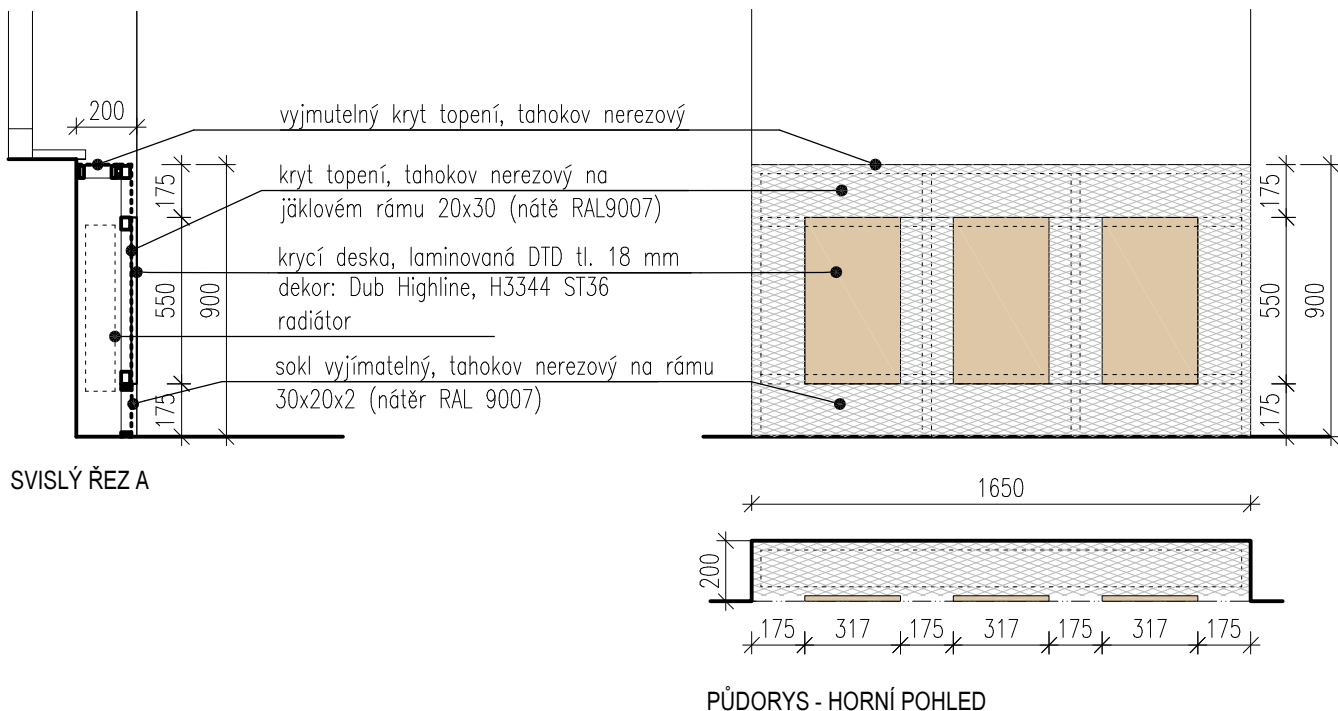 200
vyjmutelný kryt topení, tahokov nerezový
kryt topení, tahokov nerezový na
jäklovém rámu 20x30 (nátě RAL9007)
krycí deska, laminovaná DTD tl. 18 mm
dekor: Dub Highline, H3344 ST36
radiátor
sokl vyjímatelný, tahokov nerezový na rámu
30x20x2 (nátěr RAL 9007)
175
550
175
900
175
550
175
900
SVISLÝ ŘEZ A
1650
200
175 317 175 317 175 317 175
PŮDORYS - HORNÍ POHLED